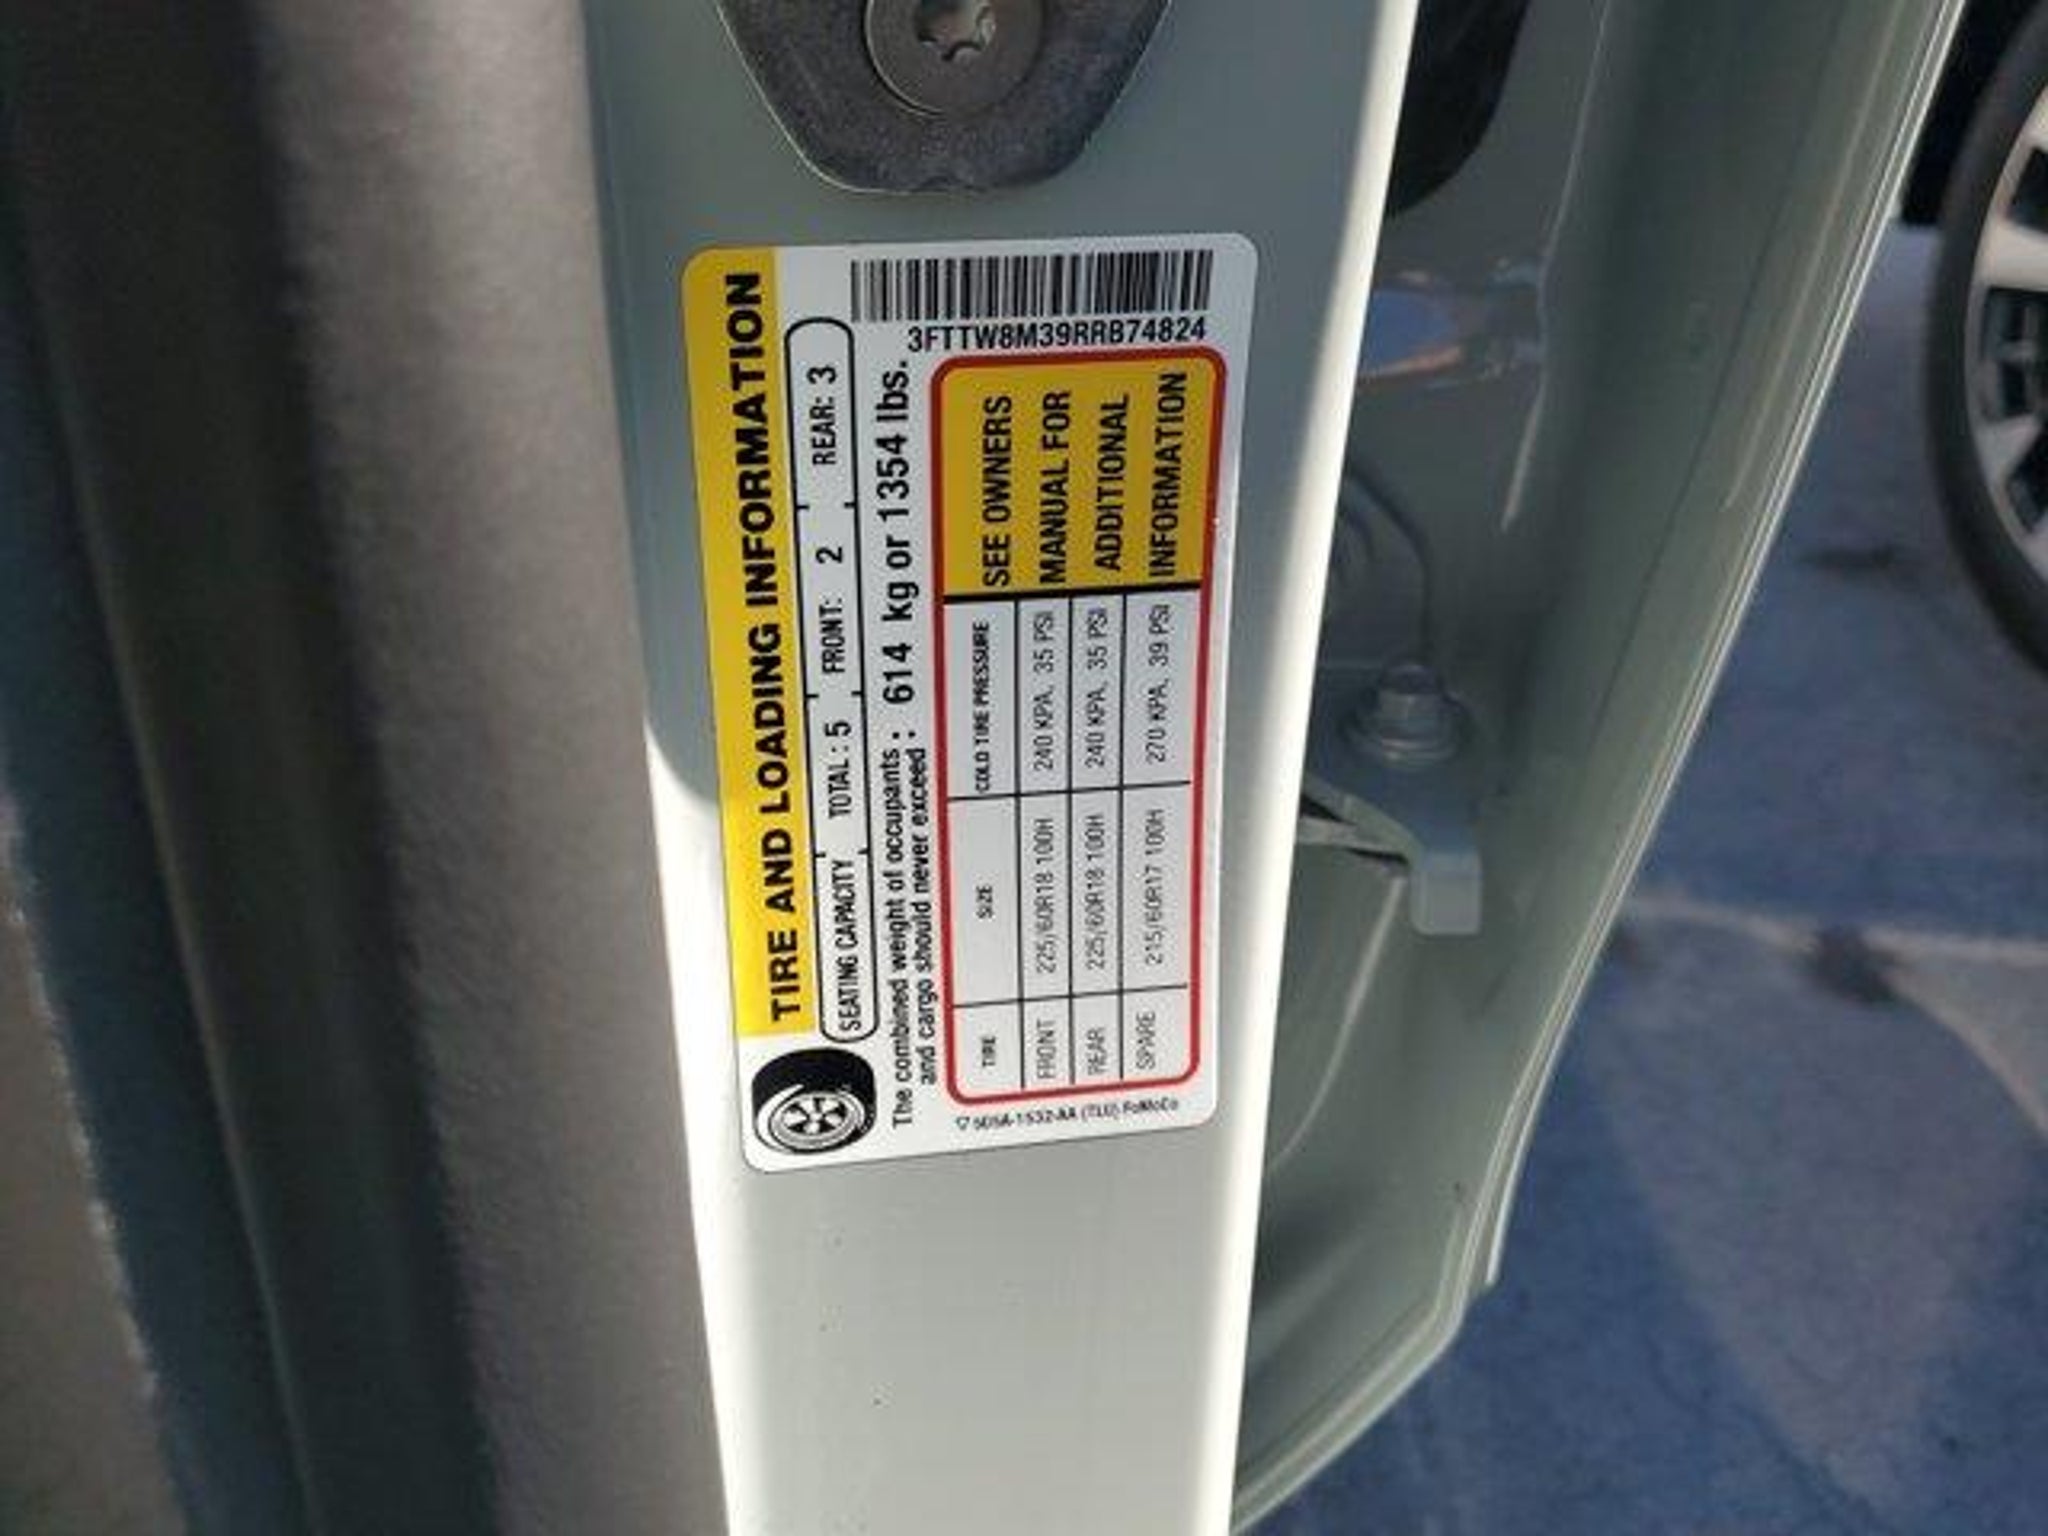 TIRE AND LOADING INFORMATION
SEATING CAPACITY TOTAL: 5 FRONT: 2 REAR: 3
The combined weight of occupants and cargo should never exceed : 614 kg or 1354 lbs.
3FTTW8M39RRB74824
TIRE SIZE COLD TIRE PRESSURE
FRONT 225/60R18 100H 240 KPA, 35 PSI
REAR 225/60R18 100H 240 KPA, 35 PSI
SPARE 215/60R17 100H 270 KPA, 39 PSI
SEE OWNERS
MANUAL FOR
ADDITIONAL
INFORMATION
1532-AA (TLU) FoMoCo